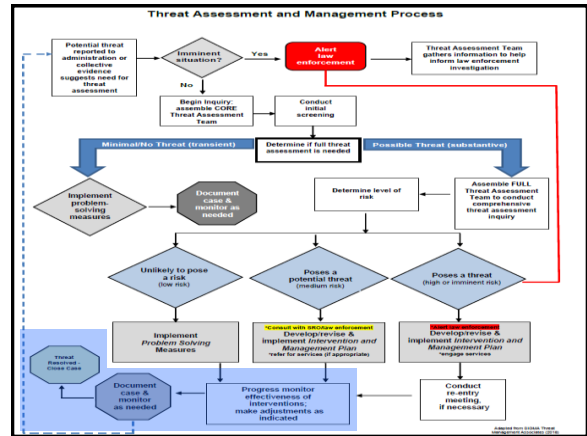 Threat Assessment and Management Process
Potential threat
reported to
administration or
collective
evidence
suggests need for
threat
assessment
Imminent
situation?
Yes
Alert
law
enforcement
Threat Assessment Team
gathers information to help
inform law enforcement
investigation
No
Begin Inquiry:
assemble CORE
Threat Assessment
Team
Conduct
initial
screening
Minimal/No Threat (transient)
Determine if full threat
assessment is needed
Possible Threat (substantive)
Implement
problem-
solving
measures
Document
case &
monitor as
needed
Determine level of
risk
Assemble FULL
Threat Assessment
Team to conduct
comprehensive
threat assessment
inquiry
Unlikely to pose
a risk
(low risk)
Poses a
potential threat
(medium risk)
Poses a threat
(high or imminent risk)
Implement
Problem Solving
Measures
*Consult with SRO/law enforcement
Develop/revise &
implement Intervention
and Management Plan
*refer for services (if appropriate)
*Alert law enforcement
Develop/revise &
implement Intervention and
Management Plan
*engage services
Threat
Resolved -
Close Case
Document
case &
monitor
as needed
Progress monitor
effectiveness of
interventions;
make adjustments as
indicated
Conduct
re-entry
meeting,
if necessary
Adapted from
Threat
Management Associates